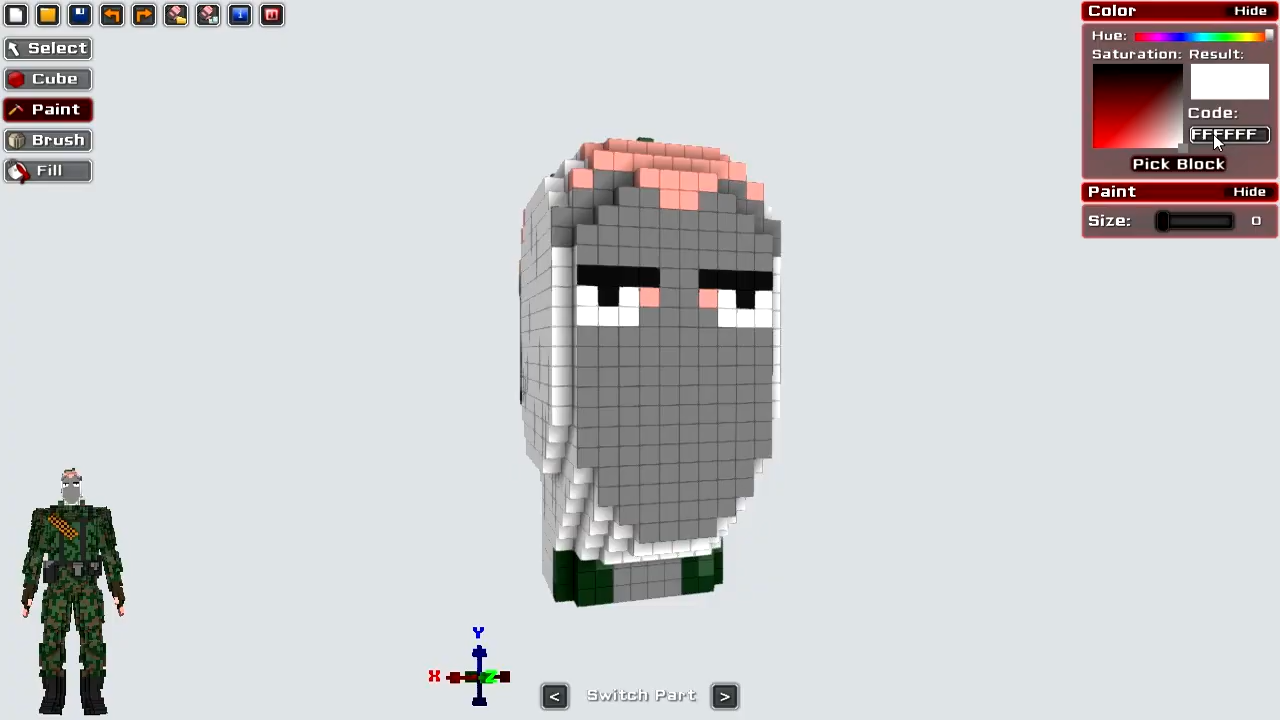 Select
Cube
Paint
Brush
Fill
Color Hide
Hue:
Saturation: Result:
Code:
FFFFFF
Pick Block
Paint Hide
Size: 0
Y
X Z
< Switch Part >